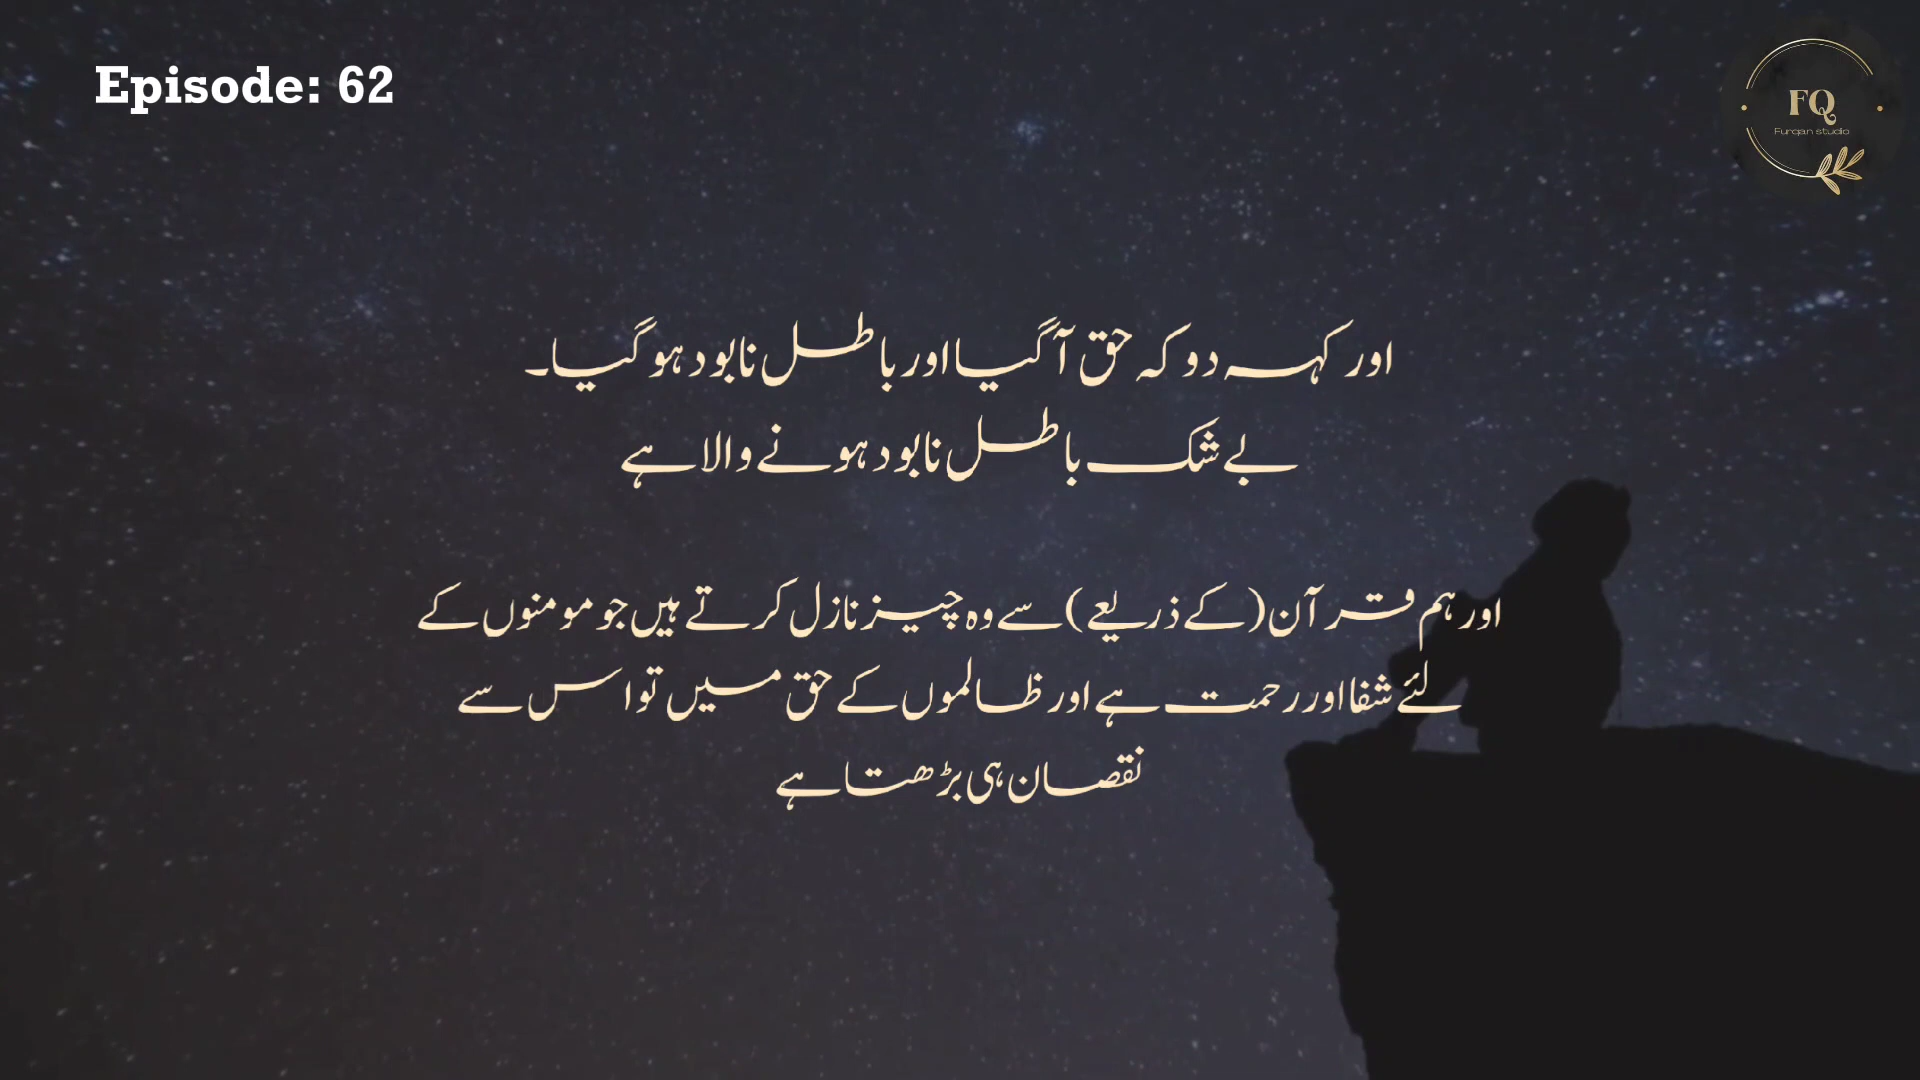 Episode: 62
FQ
Furqan studio
اور کہہ دو کہ حق آگیا اور باطل نابود ہوگیا۔
بے شک باطل نابود ہونے والا ہے
اور ہم قرآن (کے ذریعے) سے وہ چیز نازل کرتے ہیں جو مومنوں کے
لئے شفا اور رحمت ہے اور ظالموں کے حق میں تو اس سے
نقصان ہی بڑھتا ہے